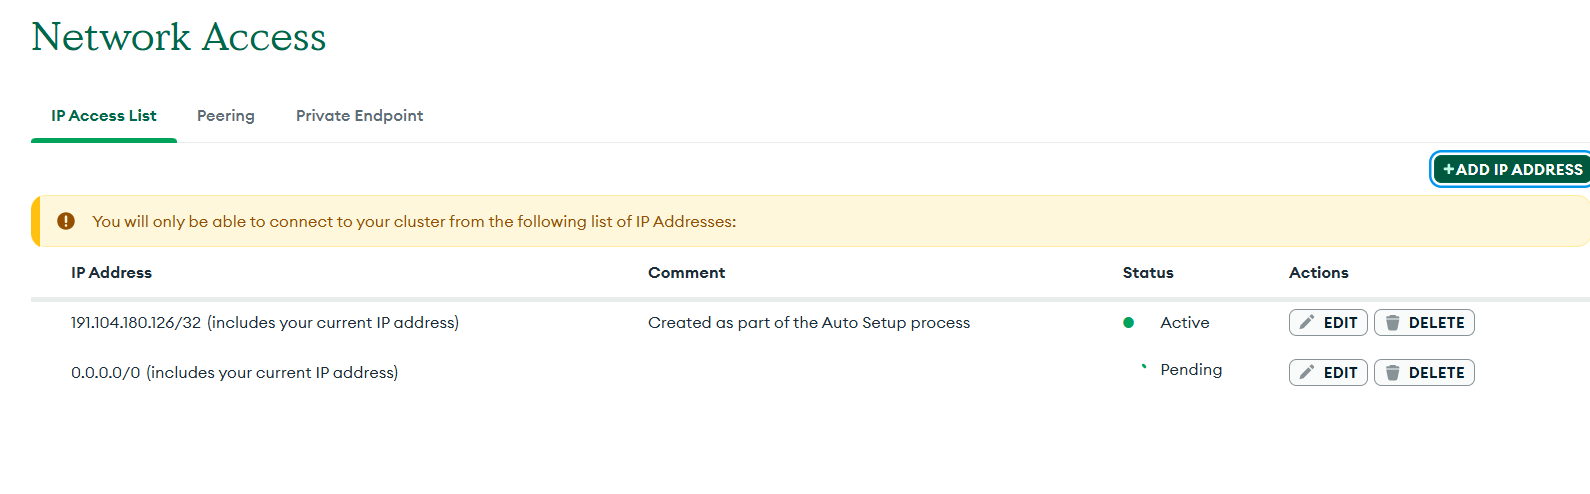 Network Access
IP Access List Peering Private Endpoint
+ADD IP ADDRESS
You will only be able to connect to your cluster from the following list of IP Addresses:
IP Address Comment Status Actions
191.104.180.126/32 (includes your current IP address) Created as part of the Auto Setup process Active EDIT DELETE
0.0.0.0/0 (includes your current IP address) Pending EDIT DELETE